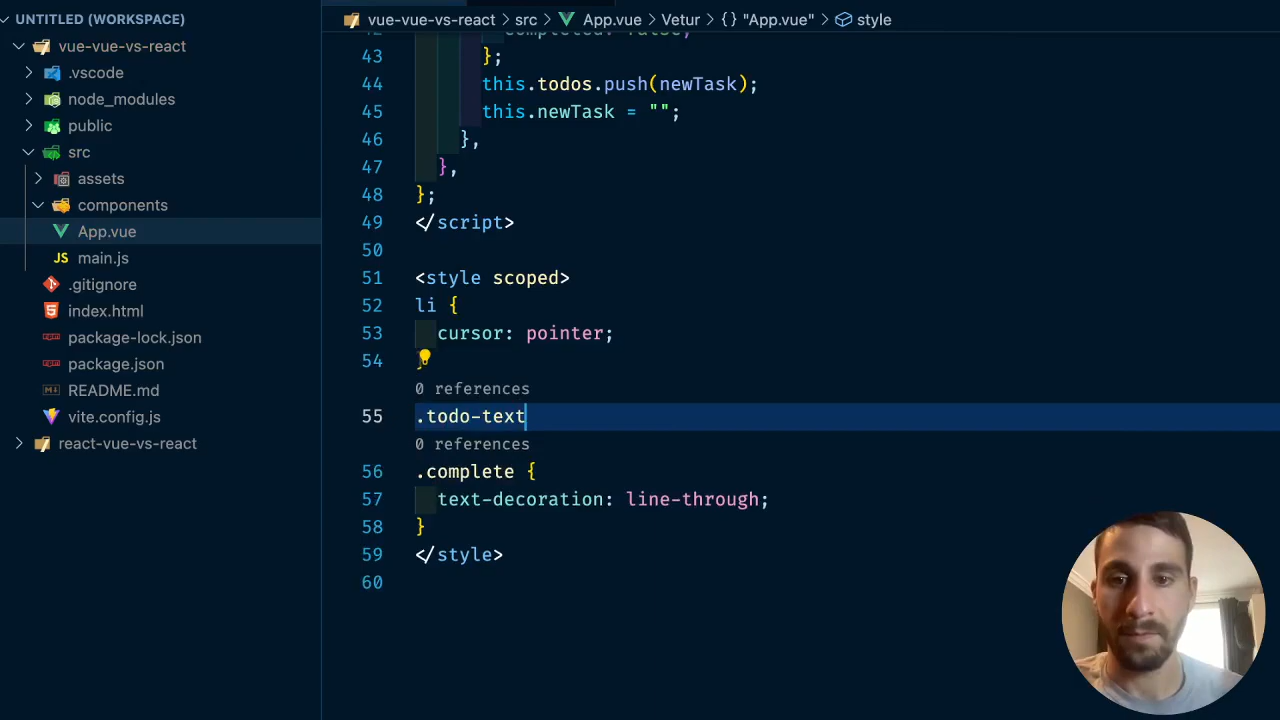 UNTITLED (WORKSPACE)
vue-vue-vs-react
.vscode
node_modules
public
src
assets
components
App.vue
JS main.js
.gitignore
index.html
package-lock.json
package.json
README.md
vite.config.js
react-vue-vs-react
vue-vue-vs-react > src > App.vue > Vetur > {} "App.vue" > style
42 completed: false,
43 };
44 this.todos.push(newTask);
45 this.newTask = "";
46 },
47 },
48 };
49 </script>
50
51 <style scoped>
52 li {
53 cursor: pointer;
54 }
0 references
55 .todo-text
0 references
56 .complete {
57 text-decoration: line-through;
58 }
59 </style>
60